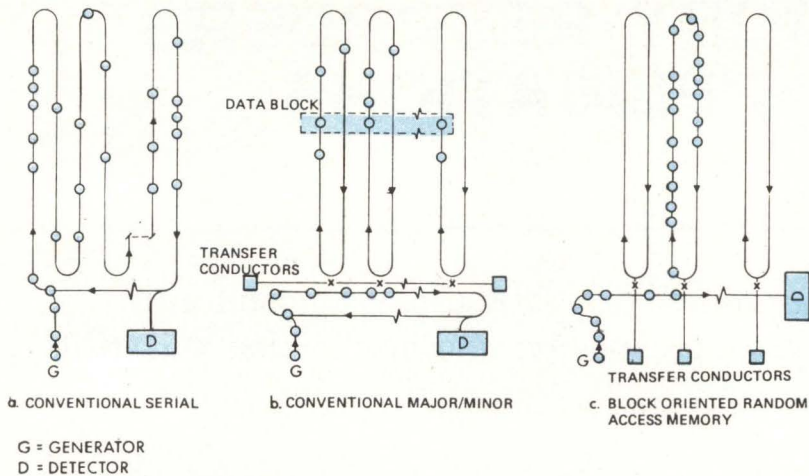 DATA BLOCK
TRANSFER
CONDUCTORS
D
G
D
G
D
G
TRANSFER CONDUCTORS
a. CONVENTIONAL SERIAL
b. CONVENTIONAL MAJOR/MINOR
c. BLOCK ORIENTED RANDOM
ACCESS MEMORY
G = GENERATOR
D = DETECTOR